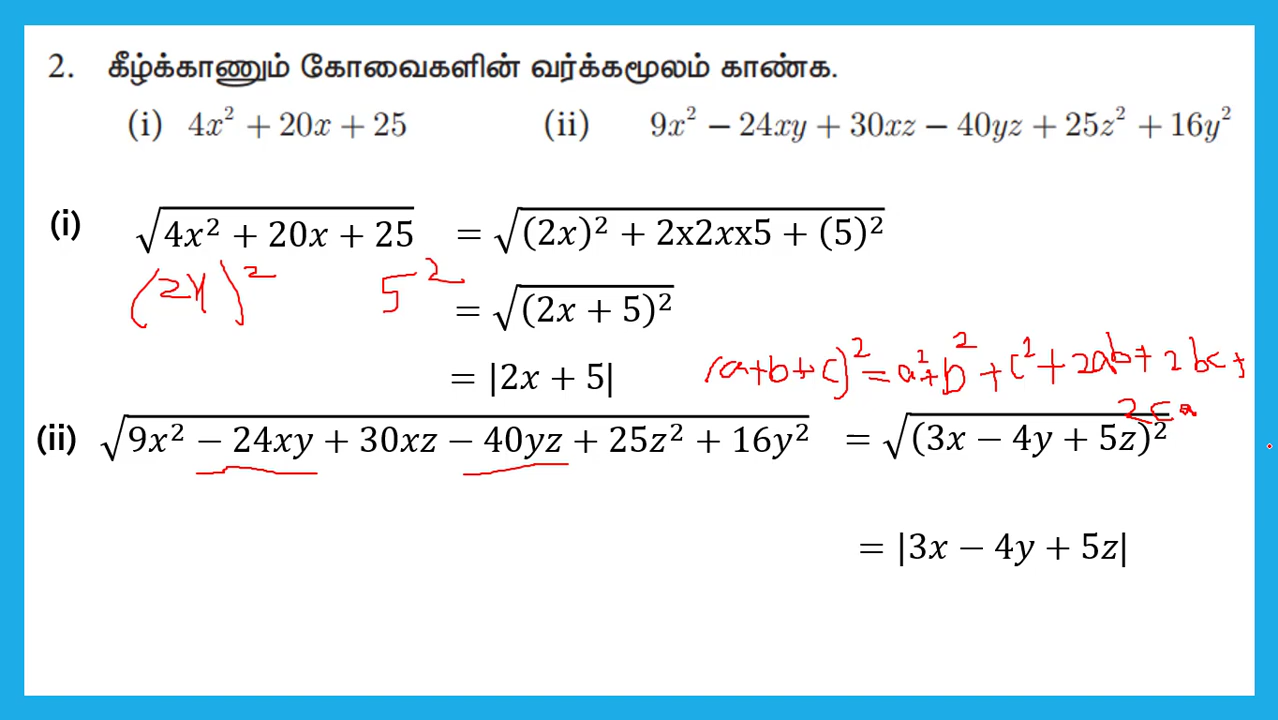 2. கீழ்க்காணும் கோவைகளின் வர்க்கமூலம் காண்க.
(i) 4x² + 20x + 25 (ii) 9x² − 24xy + 30xz − 40yz + 25z² + 16y²
(i) √(4x² + 20x + 25) = √((2x)² + 2x2xx5 + (5)²)
(2x)² 5²
= √((2x + 5)²)
= |2x + 5|
(a+b+c)² = a²+b²+c²+2ab+2bc+
2ca
(ii) √(9x² − 24xy + 30xz − 40yz + 25z² + 16y²) = √((3x − 4y + 5z)²)
= |3x − 4y + 5z|